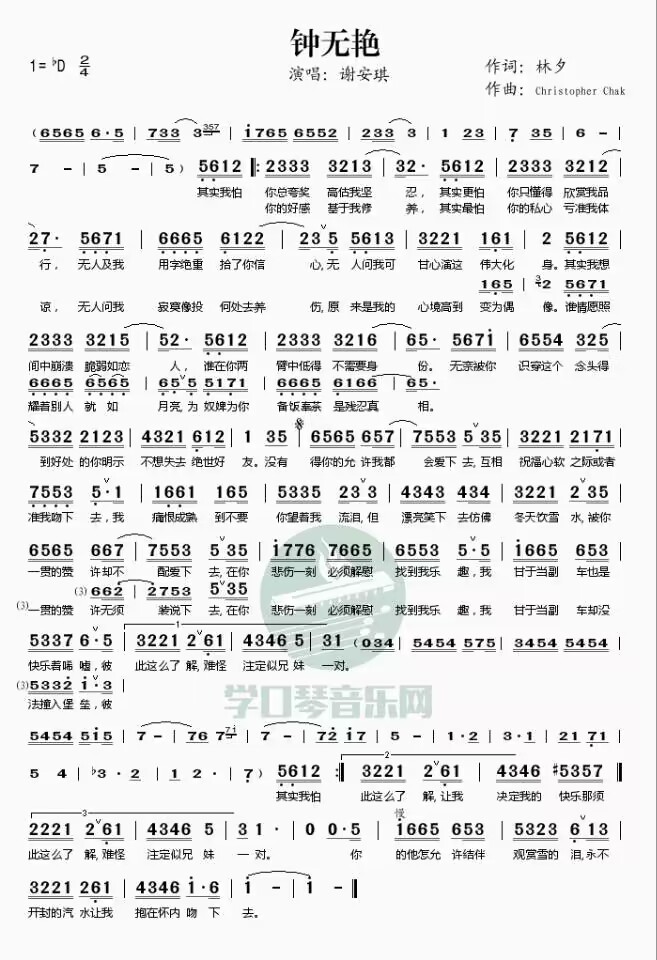 钟无艳
1= ♭D 2/4
演唱：谢安琪
作词：林夕
作曲：Christopher Chak
(6565 6·5 | 733 3 357 | i765 6552 | 233 3 | 1 23 | 7 35 | 6 - |
7 - | 5 - | 5) 5612 |: 2333 3213 | 32· 5612 | 2333 3212 |
其实我怕 你总夸奖 高估我坚 忍，其实更怕 你只懂得 欣赏我品
你的好感 基于我修 养，其实最怕 你的私心 亏准我体
27· 5671 | 6665 6122 | 23 5 5613 | 3221 161 | 2 5612 |
行，无人及我 用字绝重 拾了你信 心,无 人问我可 甘心演这 伟大化 身。其实我想
165 | 3 2 5671
谅，无人问我 寂寞像投 何处去养 伤,原 来是我的 心境高到 变为偶 像。谁情愿照
2333 3215 | 52· 5612 | 2333 3216 | 65· 5671 | 6554 325 |
间中崩溃 脆弱如恋 人，谁在你两 臂中低得 不需要身 份。无奈被你 识穿这个 念头得
6665 6565 | 65 5 5171 | 6665 6166 | 65·
耀着别人 就如 月亮,为 奴婢为你 备饭奉茶 是残忍真 相。
5332 2123 | 4321 612 | 1 35 | 6565 657 | 7553 535 | 3221 2171 |
到好处 的你明示 不想失去 绝世好 友。没有 得你的允 许我都 会爱下 去,互相 祝福心软 之际或者
7553 5·1 | 1661 165 | 5335 23 3 | 4343 434 | 3221 2 35 |
准我吻下 去,我 痛恨成熟 到不要 你望着我 流泪,但 漂亮笑下 去仿佛 冬天饮雪 水,被你
6565 657 | 7553 5 35 | i776 7665 | 6553 5·5 | i665 653 |
一贯的赞 许却不 配爱下 去,在你 悲伤一刻 必须解慰 找到我乐 趣,我 甘于当副 车也是
(3) 662 | 2753 535
(3) 一贯的赞 许无须 装说下 去,在你 悲伤一刻 必须解慰 找到我乐 趣,我 甘于当副 车却没
5337 6·5 | 1 3221 2 61 | 4346 5 | 31 (034 | 5454 575 | 3454 5454 |
快乐着唏 嘘,彼 此这么了 解,难怪 注定似兄 妹 一对。
(3) 5332 i·3 |
法撞入堡 垒,彼
学口琴音乐网
5454 5i5 | 7 - | 76 7 7i | 7 - | 72 i7 | 5 - | 1·2 | 3·1 | 21 71 |
5 4 | ♭3·2 | 1 2· | 7) 5612 :| 2 3221 2 61 | 4346 #5357 |
其实我怕 此这么了 解,让我 决定我的 快乐那须
3
2221 2 61 | 4346 5 | 31· | 0 0·5 | i665 653 | 5323 6 13 |
慢
此这么了 解,难怪 注定似兄 妹 一对。 你 的他怎允 许结伴 观赏雪的 泪,永不
3221 261 | 4346 i·6 | i - | i - |
开封的汽 水让我 抱在怀内 吻 下 去。